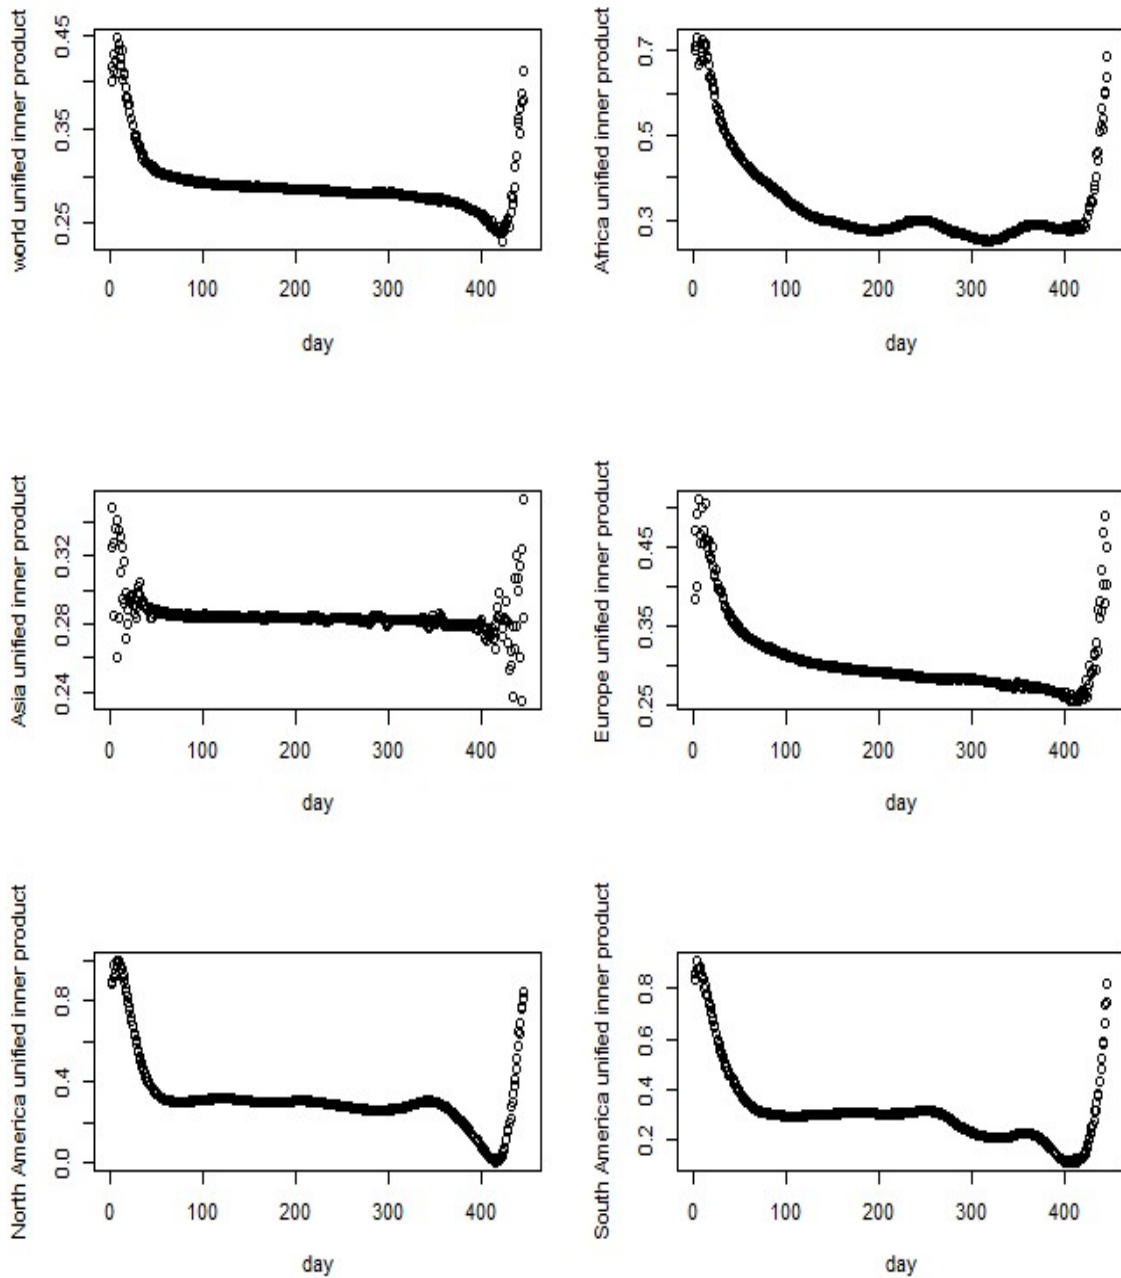 world unified inner product
0.25 0.35 0.45
0 100 200 300 400
day
Africa unified inner product
0.3 0.5 0.7
0 100 200 300 400
day
Asia unified inner product
0.24 0.28 0.32
0 100 200 300 400
day
Europe unified inner product
0.25 0.35 0.45
0 100 200 300 400
day
North America unified inner product
0.0 0.4 0.8
0 100 200 300 400
day
South America unified inner product
0.2 0.4 0.6 0.8
0 100 200 300 400
day